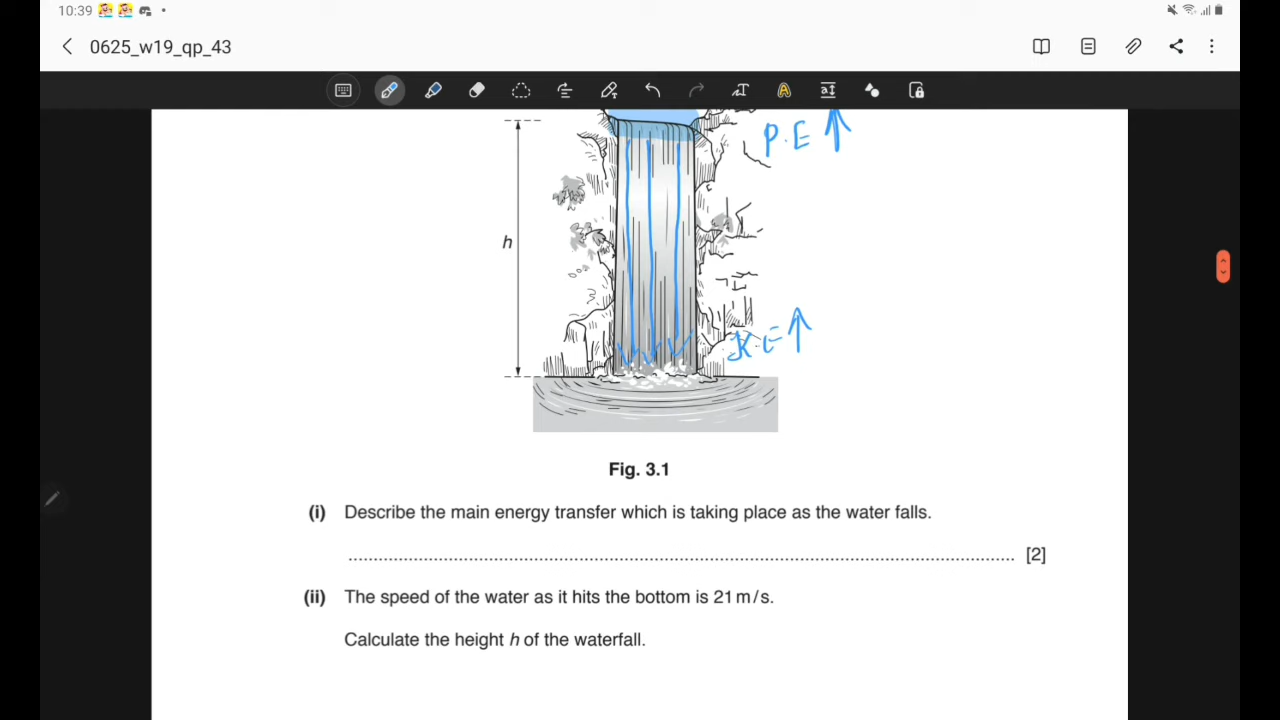 10:39
0625_w19_qp_43
P.E ↑
h
K.E ↑
Fig. 3.1
(i) Describe the main energy transfer which is taking place as the water falls.
[2]
(ii) The speed of the water as it hits the bottom is 21 m/s.
Calculate the height h of the waterfall.